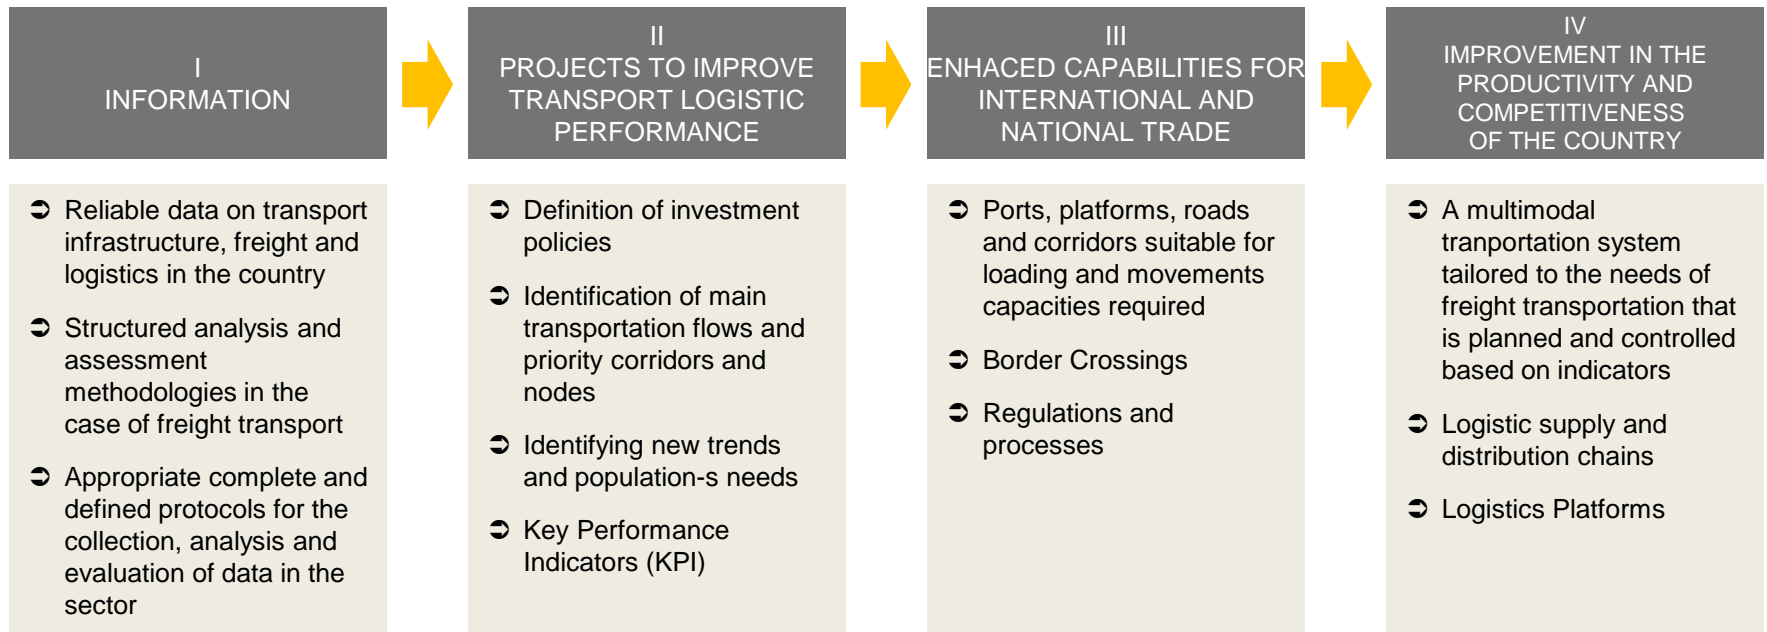 I
INFORMATION
II
PROJECTS TO IMPROVE
TRANSPORT LOGISTIC
PERFORMANCE
III
ENHACED CAPABILITIES FOR
INTERNATIONAL AND
NATIONAL TRADE
IV
IMPROVEMENT IN THE
PRODUCTIVITY AND
COMPETITIVENESS
OF THE COUNTRY
Reliable data on transport
infrastructure, freight and
logistics in the country
Structured analysis and
assessment
methodologies in the
case of freight transport
Appropriate complete and
defined protocols for the
collection, analysis and
evaluation of data in the
sector
Definition of investment
policies
Identification of main
transportation flows and
priority corridors and
nodes
Identifying new trends
and population-s needs
Key Performance
Indicators (KPI)
Ports, platforms, roads
and corridors suitable for
loading and movements
capacities required
Border Crossings
Regulations and
processes
A multimodal
tranportation system
tailored to the needs of
freight transportation that
is planned and controlled
based on indicators
Logistic supply and
distribution chains
Logistics Platforms